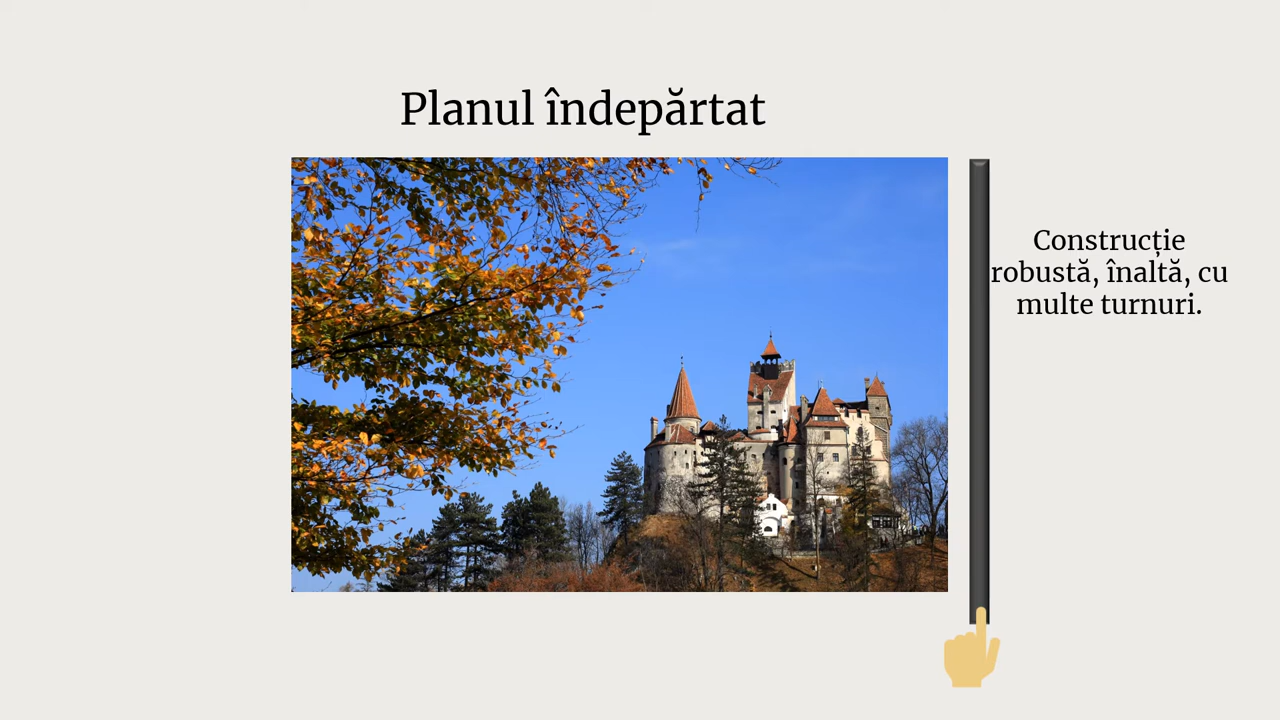 Planul îndepărtat
Construcție
robustă, înaltă, cu
multe turnuri.